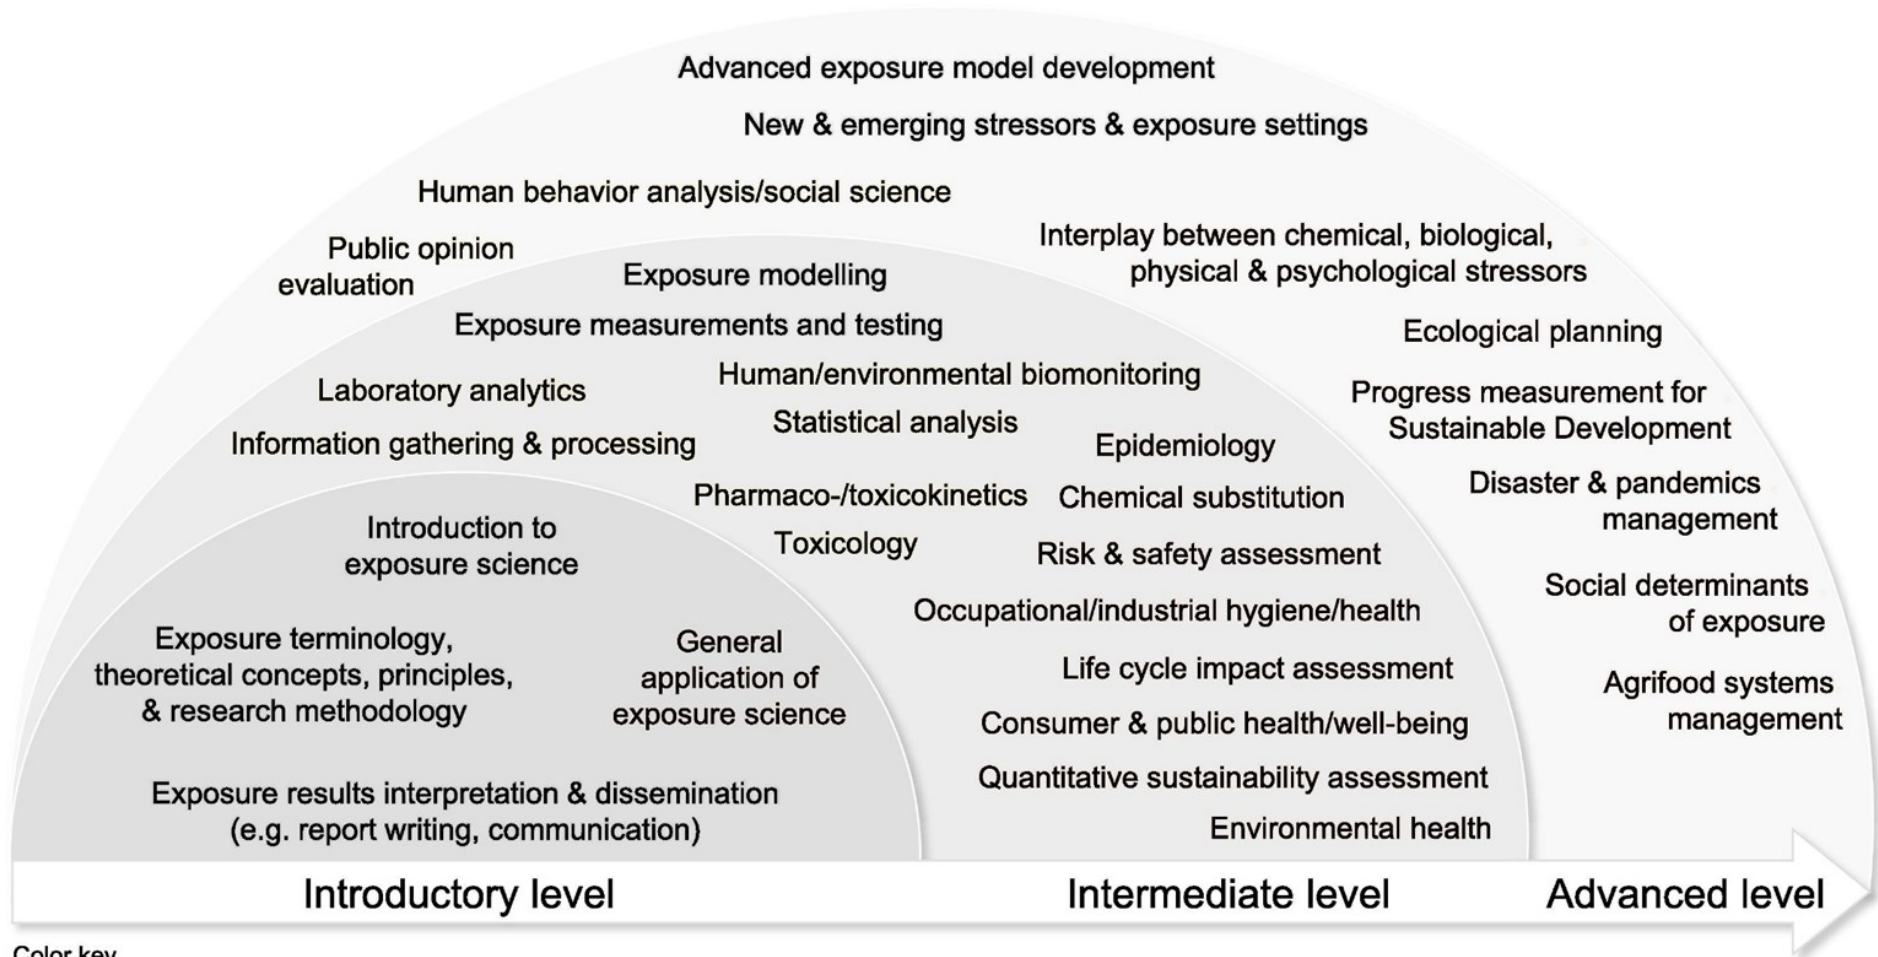 Advanced exposure model development
New & emerging stressors & exposure settings
Human behavior analysis/social science
Public opinion
evaluation
Interplay between chemical, biological,
physical & psychological stressors
Exposure modelling
Exposure measurements and testing
Ecological planning
Human/environmental biomonitoring
Laboratory analytics
Progress measurement for
Sustainable Development
Statistical analysis
Information gathering & processing
Epidemiology
Disaster & pandemics
management
Pharmaco-/toxicokinetics
Chemical substitution
Toxicology
Risk & safety assessment
Introduction to
exposure science
Social determinants
of exposure
Occupational/industrial hygiene/health
Exposure terminology,
theoretical concepts, principles,
& research methodology
General
application of
exposure science
Life cycle impact assessment
Agrifood systems
management
Consumer & public health/well-being
Quantitative sustainability assessment
Exposure results interpretation & dissemination
(e.g. report writing, communication)
Environmental health
Introductory level
Intermediate level
Advanced level
Color key